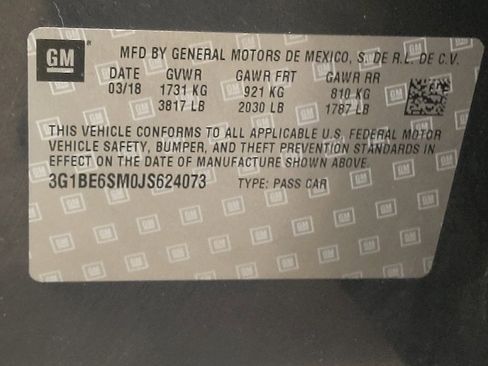 GM
MFD BY GENERAL MOTORS DE MEXICO, S. DE R.L. DE C.V.
DATE GVWR GAWR FRT GAWR RR
03/18 1731 KG 921 KG 810 KG
3817 LB 2030 LB 1787 LB
THIS VEHICLE CONFORMS TO ALL APPLICABLE U.S. FEDERAL MOTOR
VEHICLE SAFETY, BUMPER, AND THEFT PREVENTION STANDARDS IN
EFFECT ON THE DATE OF MANUFACTURE SHOWN ABOVE.
3G1BE6SM0JS624073 TYPE: PASS CAR